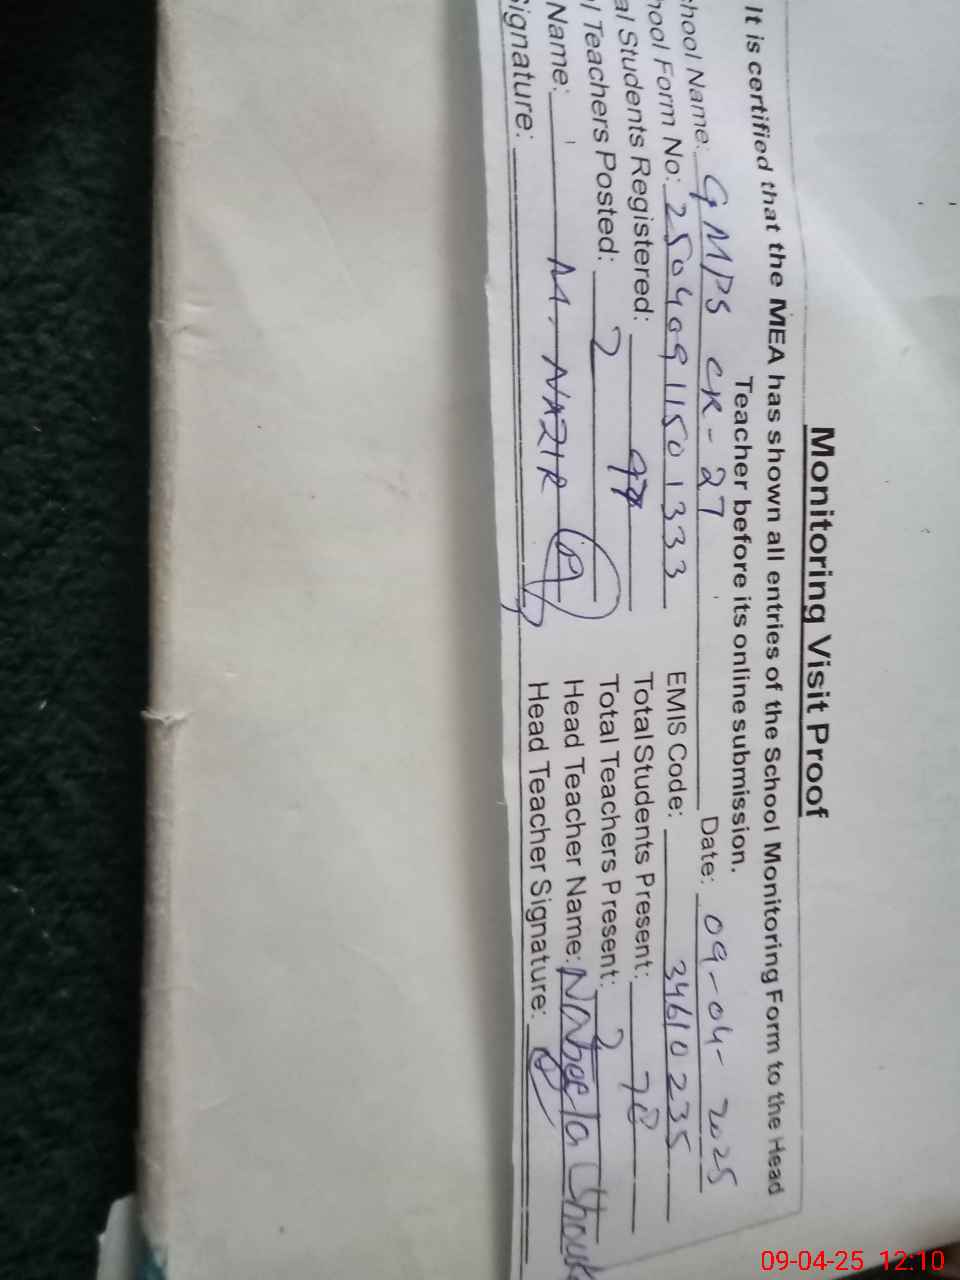 Monitoring Visit Proof
It is certified that the MEA has shown all entries of the School Monitoring Form to the Head
Teacher before its online submission.
chool Name: GMPS CK-27 Date: 09-04-2025
hool Form No: 25040911501333 EMIS Code: 34610235
al Students Registered: Total Students Present: 78
l Teachers Posted: 2 Total Teachers Present: 2
Name: M. NAZIR Head Teacher Name: Nabeela
ignature: Head Teacher Signature:
09-04-25 12:10